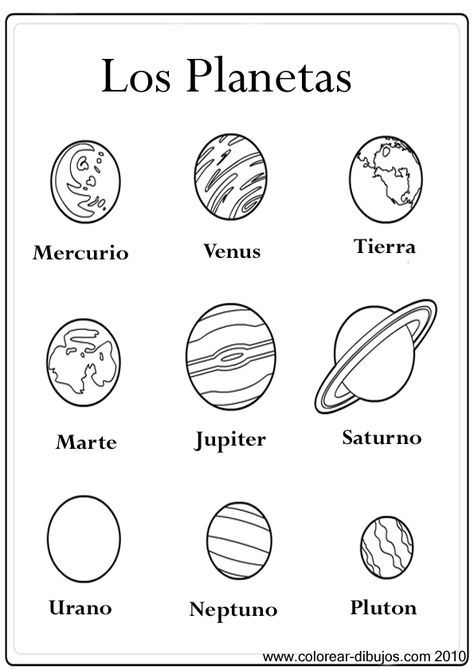 Los Planetas
Mercurio Venus Tierra
Marte Jupiter Saturno
Urano Neptuno Pluton
www.colorear-dibujos.com 2010